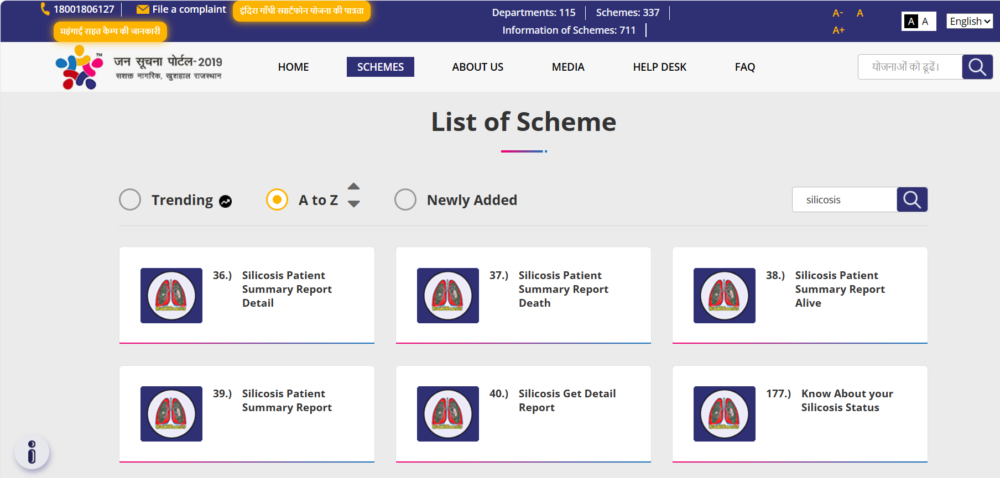 18001806127
File a complaint
इंदिरा गाँधी स्मार्टफोन योजना की पात्रता
महंगाई राहत कैम्प की जानकारी
Departments: 115
Schemes: 337
Information of Schemes: 711
A-
A
A+
A A
English
TM
जन सूचना पोर्टल-2019
सशक्त नागरिक, खुशहाल राजस्थान
HOME
SCHEMES
ABOUT US
MEDIA
HELP DESK
FAQ
योजनाओं को ढूढें।
List of Scheme
Trending
A to Z
Newly Added
silicosis
36.) Silicosis Patient
Summary Report
Detail
37.) Silicosis Patient
Summary Report
Death
38.) Silicosis Patient
Summary Report
Alive
39.) Silicosis Patient
Summary Report
40.) Silicosis Get Detail
Report
177.) Know About your
Silicosis Status